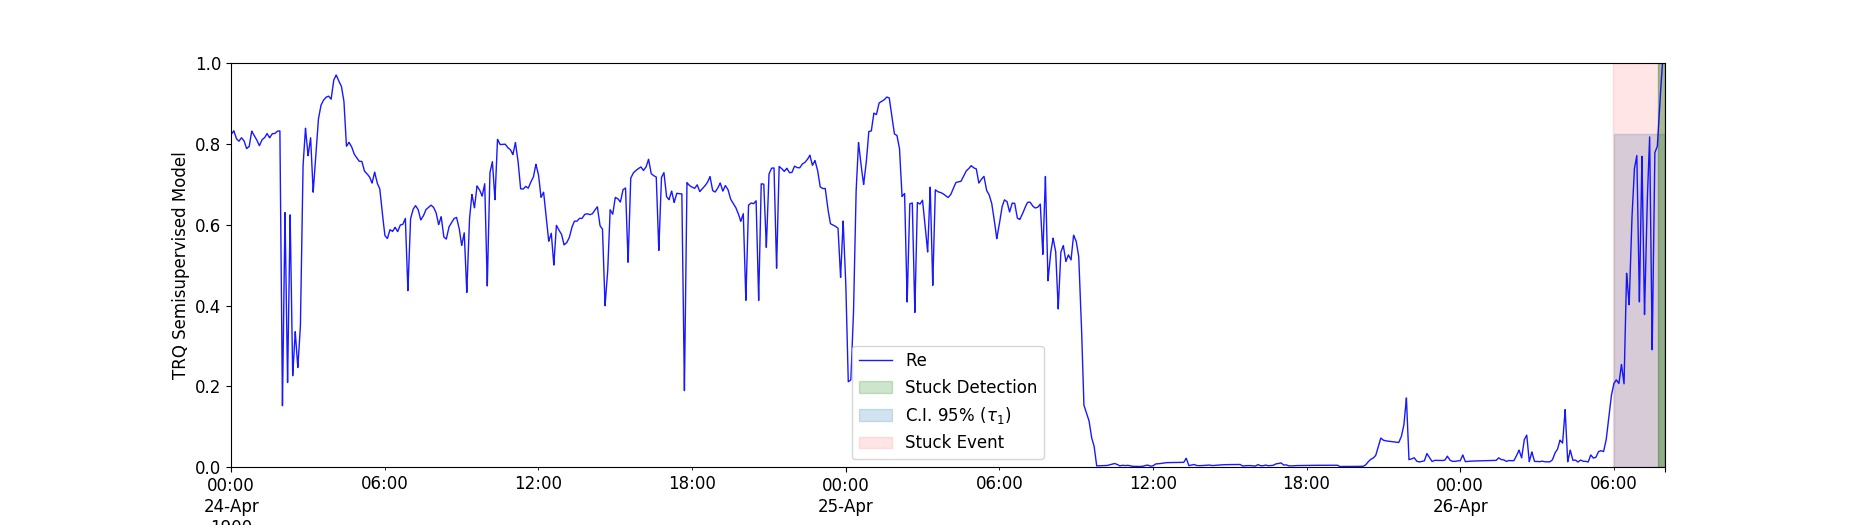 TRQ Semisupervised Model
1.0
0.8
0.6
0.4
0.2
0.0
Re
Stuck Detection
C.I. 95% (τ₁)
Stuck Event
00:00 06:00 12:00 18:00 00:00 06:00 12:00 18:00 00:00 06:00
24-Apr 25-Apr 26-Apr